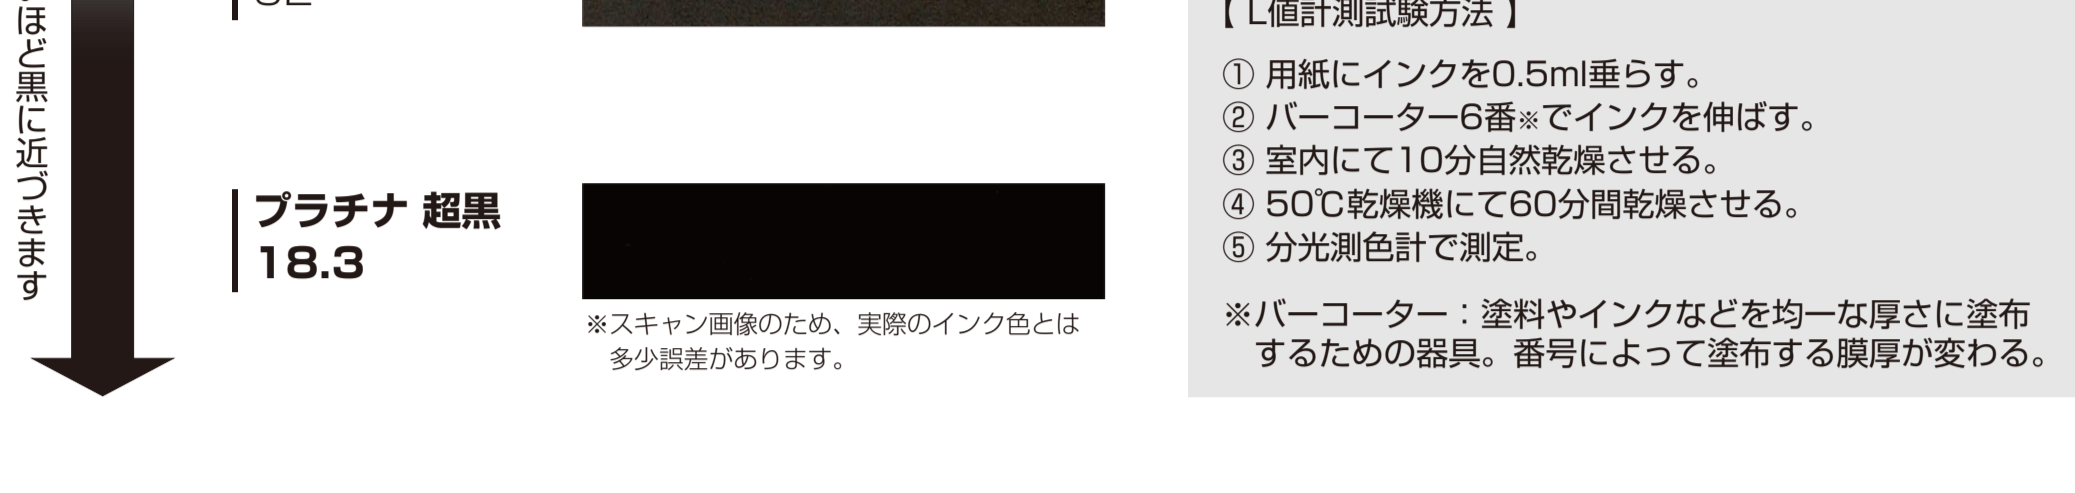 ほど黒に近づきます
プラチナ 超黒
18.3
※スキャン画像のため、実際のインク色とは
多少誤差があります。
【 L値計測試験方法 】
① 用紙にインクを0.5ml垂らす。
② バーコーター6番※でインクを伸ばす。
③ 室内にて10分自然乾燥させる。
④ 50℃乾燥機にて60分間乾燥させる。
⑤ 分光測色計で測定。
※バーコーター：塗料やインクなどを均一な厚さに塗布
するための器具。番号によって塗布する膜厚が変わる。